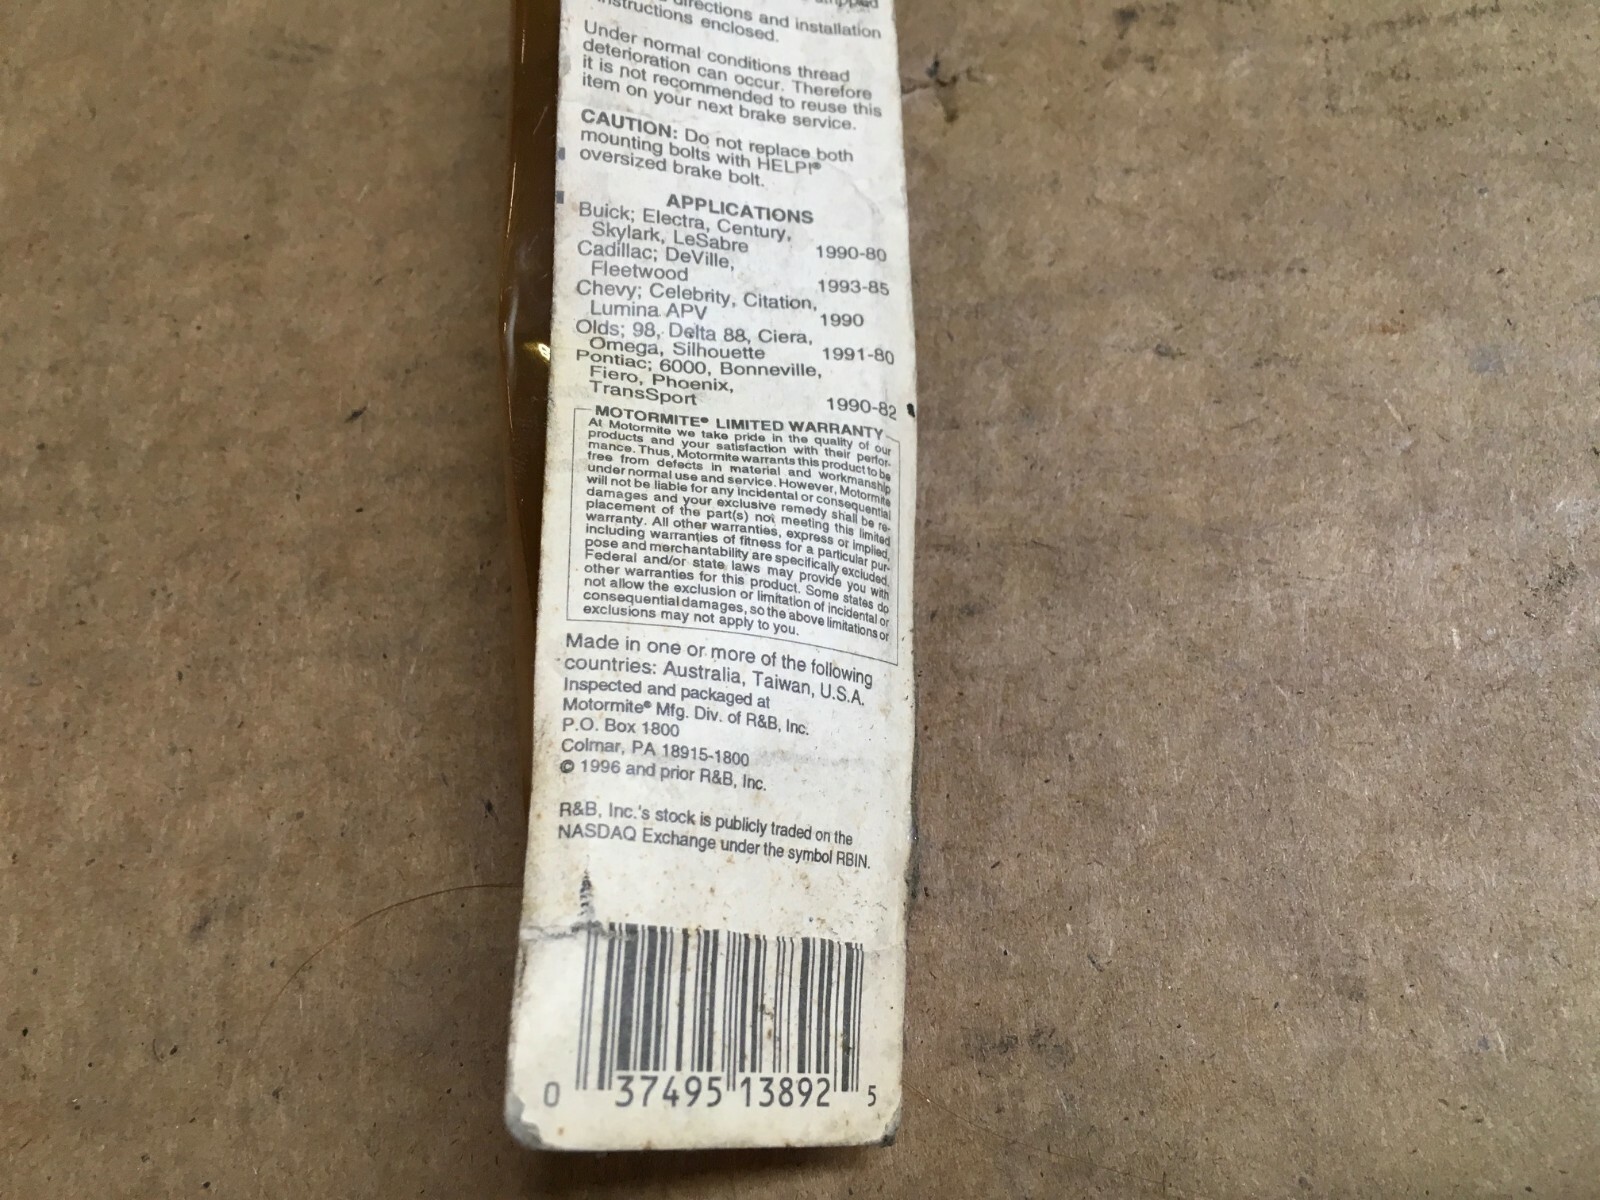 directions and installation
instructions enclosed.
Under normal conditions thread
deterioration can occur. Therefore
it is not recommended to reuse this
item on your next brake service.
CAUTION: Do not replace both
mounting bolts with HELP!®
oversized brake bolt.
APPLICATIONS
Buick; Electra, Century,
Skylark, LeSabre 1990-80
Cadillac; DeVille,
Fleetwood 1993-85
Chevy; Celebrity, Citation,
Lumina APV 1990
Olds; 98, Delta 88, Ciera,
Omega, Silhouette 1991-80
Pontiac; 6000, Bonneville,
Fiero, Phoenix,
TransSport 1990-82
MOTORMITE® LIMITED WARRANTY
At Motormite we take pride in the quality of our
products and your satisfaction with their perfor-
mance. Thus, Motormite warrants this product to be
free from defects in material and workmanship
under normal use and service. However, Motormite
will not be liable for any incidental or consequential
damages and your exclusive remedy shall be re-
placement of the part(s) not meeting this limited
warranty. All other warranties, express or implied,
including warranties of fitness for a particular pur-
pose and merchantability are specifically excluded.
Federal and/or state laws may provide you with
other warranties for this product. Some states do
not allow the exclusion or limitation of incidental or
consequential damages, so the above limitations or
exclusions may not apply to you.
Made in one or more of the following
countries: Australia, Taiwan, U.S.A.
Inspected and packaged at
Motormite® Mfg. Div. of R&B, Inc.
P.O. Box 1800
Colmar, PA 18915-1800
© 1996 and prior R&B, Inc.
R&B, Inc.'s stock is publicly traded on the
NASDAQ Exchange under the symbol RBIN.
0 37495 13892 5